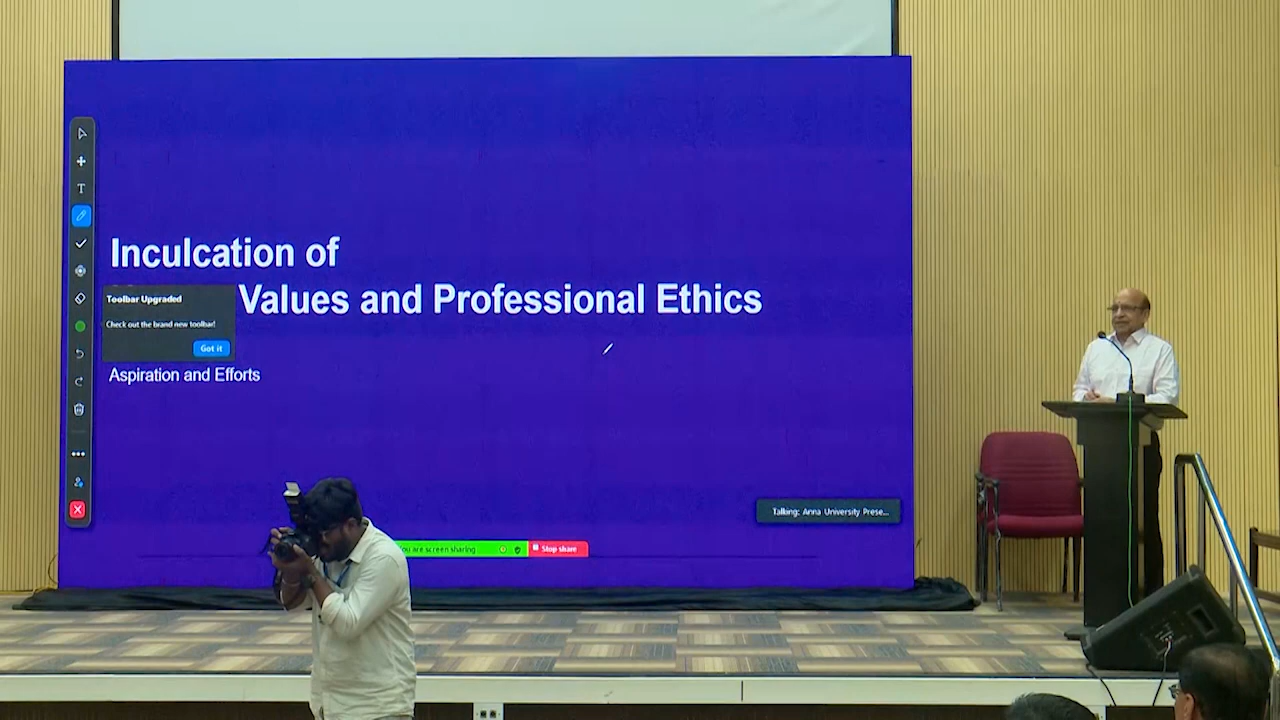 Inculcation of
Values and Professional Ethics
Toolbar Upgraded
Check out the brand new toolbar!
Got it
Aspiration and Efforts
T
Talking: Anna University Prese...
ou are screen sharing
Stop share